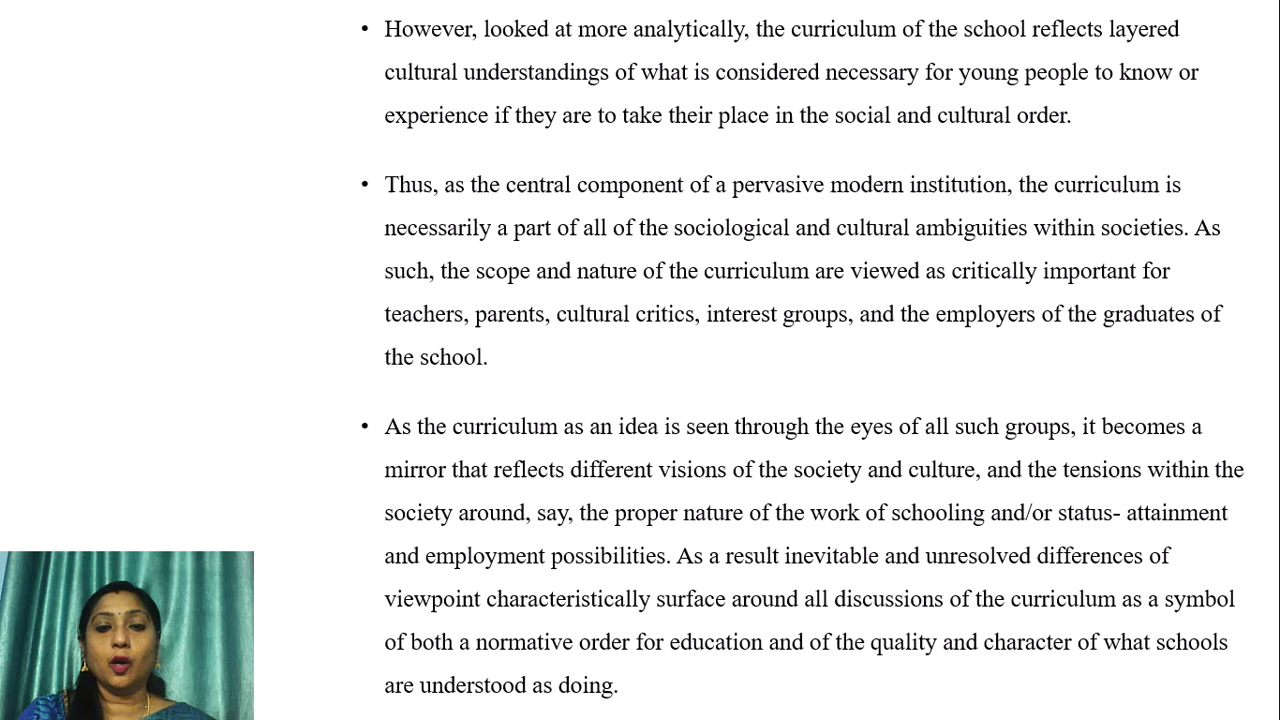 • However, looked at more analytically, the curriculum of the school reflects layered
cultural understandings of what is considered necessary for young people to know or
experience if they are to take their place in the social and cultural order.
• Thus, as the central component of a pervasive modern institution, the curriculum is
necessarily a part of all of the sociological and cultural ambiguities within societies. As
such, the scope and nature of the curriculum are viewed as critically important for
teachers, parents, cultural critics, interest groups, and the employers of the graduates of
the school.
• As the curriculum as an idea is seen through the eyes of all such groups, it becomes a
mirror that reflects different visions of the society and culture, and the tensions within the
society around, say, the proper nature of the work of schooling and/or status- attainment
and employment possibilities. As a result inevitable and unresolved differences of
viewpoint characteristically surface around all discussions of the curriculum as a symbol
of both a normative order for education and of the quality and character of what schools
are understood as doing.